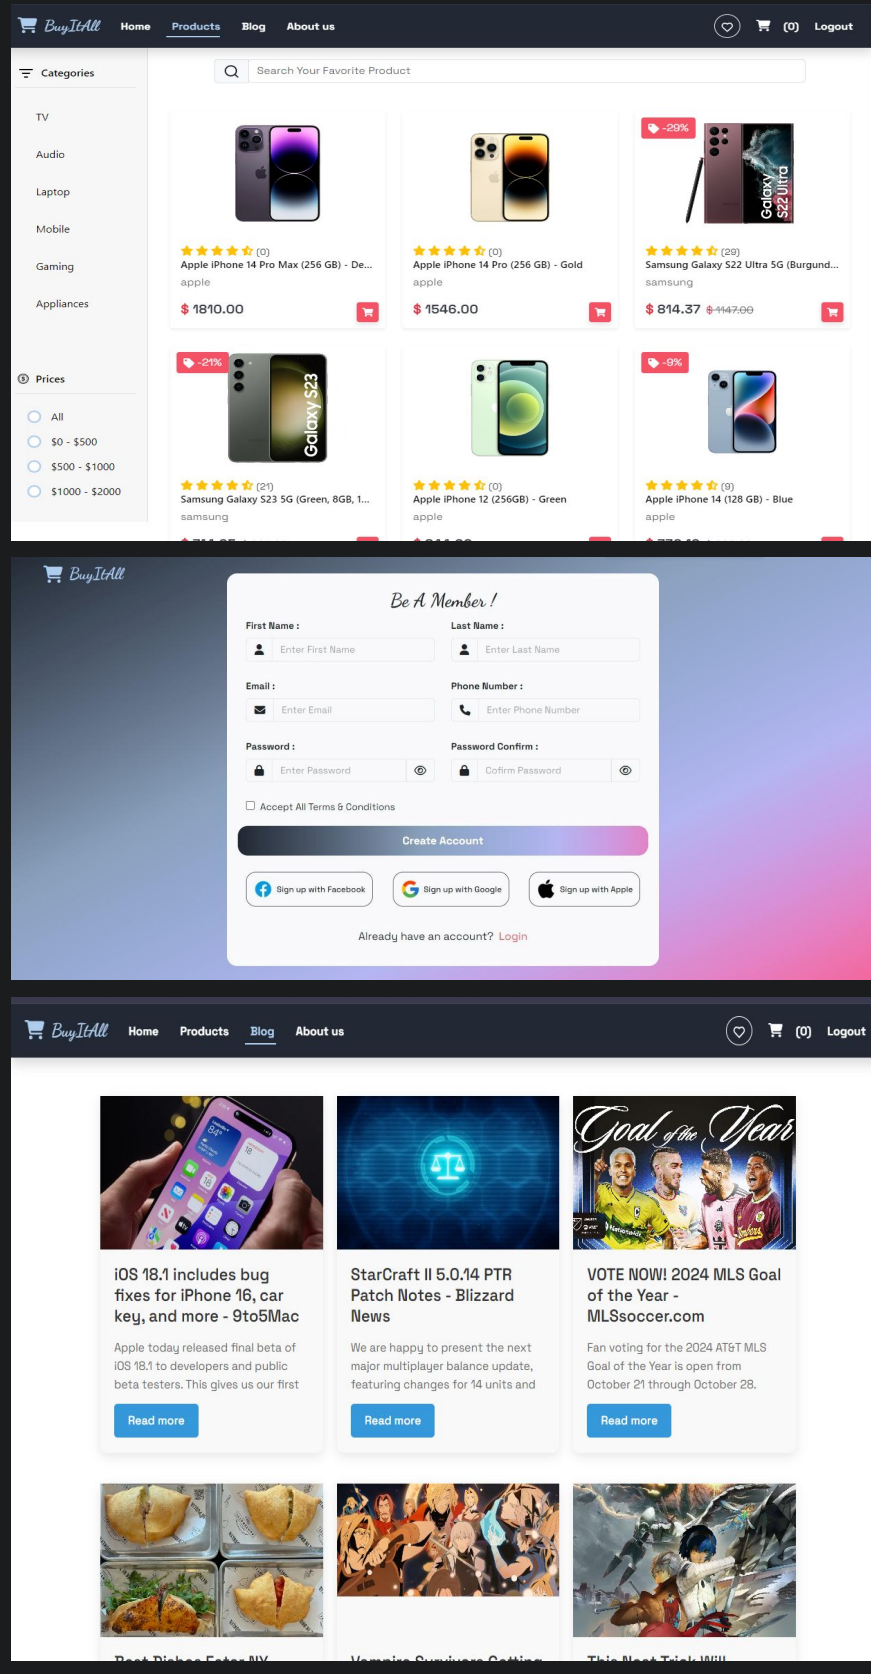 BuyItAll Home Products Blog About us (0) Logout
Categories
Search Your Favorite Product
TV
Audio
Laptop
Mobile
Gaming
Appliances
Prices
All
$0 - $500
$500 - $1000
$1000 - $2000
(0)
Apple iPhone 14 Pro Max (256 GB) - De...
apple
$ 1810.00
(0)
Apple iPhone 14 Pro (256 GB) - Gold
apple
$ 1546.00
-29%
Galaxy
S22 Ultra
(29)
Samsung Galaxy S22 Ultra 5G (Burgund...
samsung
$ 814.37 $ 1147.00
-21%
Galaxy S23
(21)
Samsung Galaxy S23 5G (Green, 8GB, 1...
samsung
(0)
Apple iPhone 12 (256GB) - Green
apple
-9%
(9)
Apple iPhone 14 (128 GB) - Blue
apple
BuyItAll
Be A Member !
First Name : Last Name :
Enter First Name Enter Last Name
Email : Phone Number :
Enter Email Enter Phone Number
Password : Password Confirm :
Enter Password Cofirm Password
Accept All Terms & Conditions
Create Account
Sign up with Facebook Sign up with Google Sign up with Apple
Already have an account? Login
BuyItAll Home Products Blog About us (0) Logout
84°
18
18
iOS 18.1 includes bug
fixes for iPhone 16, car
key, and more - 9to5Mac
Apple today released final beta of
iOS 18.1 to developers and public
beta testers. This gives us our first
Read more
StarCraft II 5.0.14 PTR
Patch Notes - Blizzard
News
We are happy to present the next
major multiplayer balance update,
featuring changes for 14 units and
Read more
Goal of the Year
Nationwide
VOTE NOW! 2024 MLS Goal
of the Year -
MLSsoccer.com
Fan voting for the 2024 AT&T MLS
Goal of the Year is open from
October 21 through October 28.
Read more